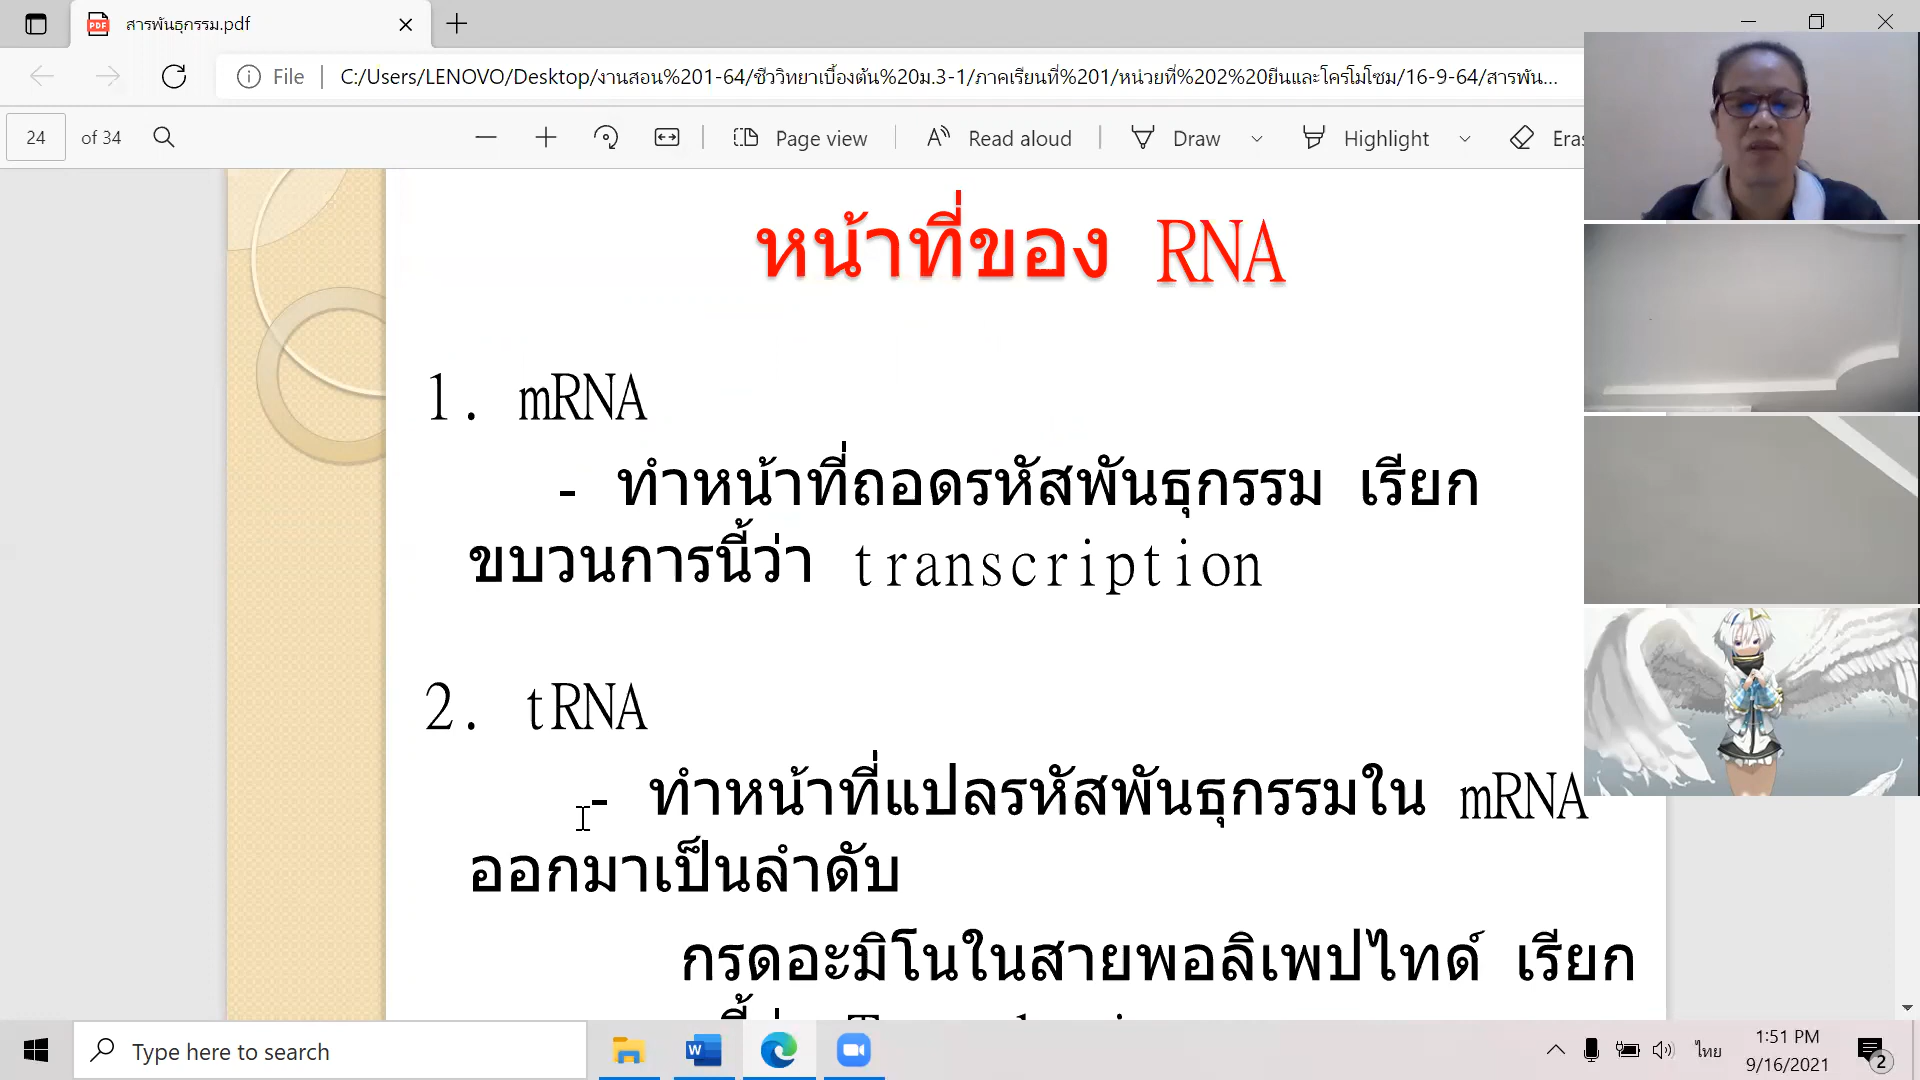 สารพันธุกรรม.pdf
File
C:/Users/LENOVO/Desktop/งานสอน%201-64/ชีววิทยาเบื้องต้น%20ม.3-1/ภาคเรียนที่%201/หน่วยที่%202%20ยีนและโครโมโซม/16-9-64/สารพัน...
24 of 34
Page view
Read aloud
Draw
Highlight
Eras
หน้าที่ของ RNA
1. mRNA
- ทำหน้าที่ถอดรหัสพันธุกรรม เรียก
ขบวนการนี้ว่า transcription
2. tRNA
- ทำหน้าที่แปลรหัสพันธุกรรมใน mRNA
ออกมาเป็นลำดับ
กรดอะมิโนในสายพอลิเพปไทด์ เรียก
Type here to search
ไทย
1:51 PM
9/16/2021
2